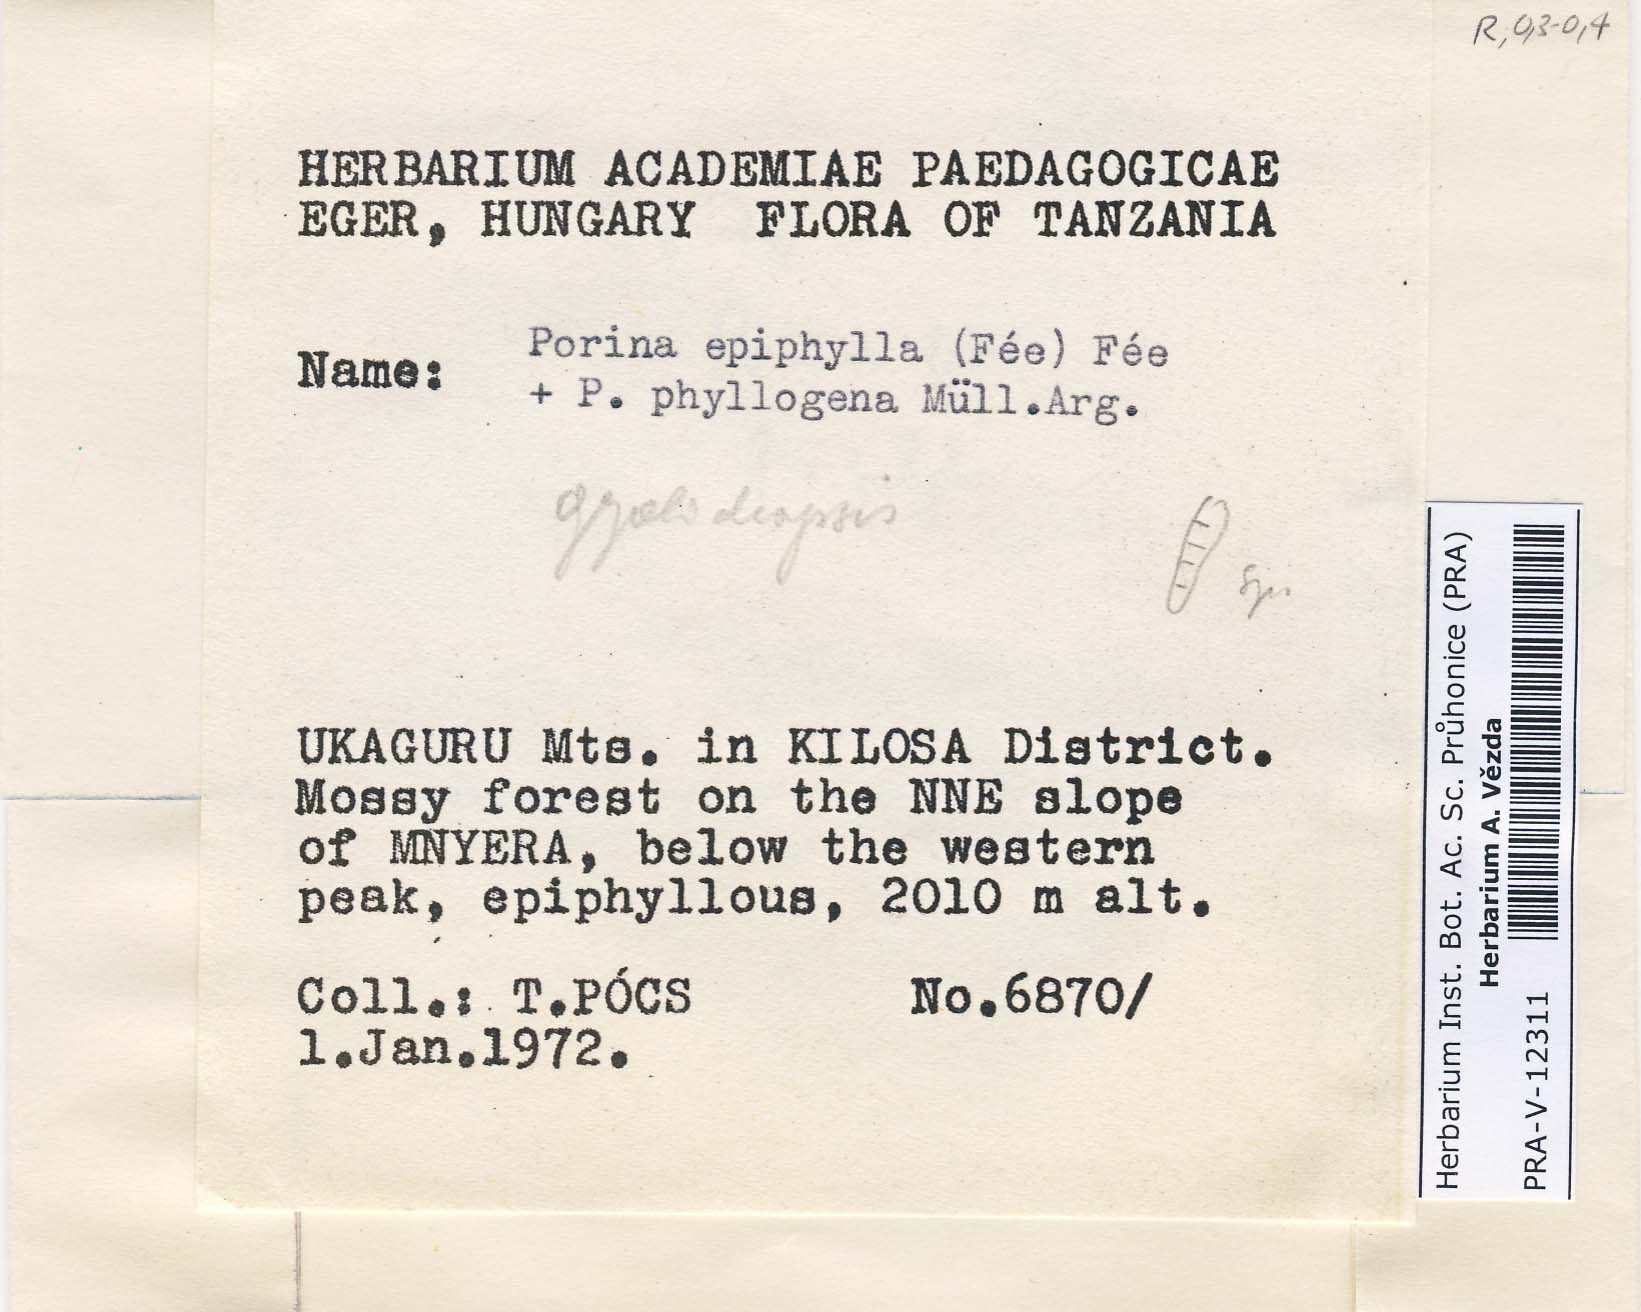 R, 0,3-0,4
HERBARIUM ACADEMIAE PAEDAGOGICAE
EGER, HUNGARY FLORA OF TANZANIA
Name: Porina epiphylla (Fée) Fée
+ P. phyllogena Müll.Arg.
UKAGURU Mts. in KILOSA District.
Mossy forest on the NNE slope
of MNYERA, below the western
peak, epiphyllous, 2010 m alt.
Coll.: T.PÓCS No.6870/
1.Jan.1972.
Herbarium Inst. Bot. Ac. Sc. Průhonice (PRA)
Herbarium A. Vězda
PRA-V-12311